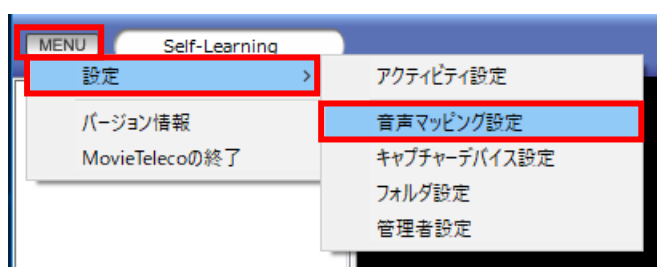 MENU
Self-Learning
設定 >
アクティビティ設定
バージョン情報
音声マッピング設定
MovieTelecoの終了
キャプチャーデバイス設定
フォルダ設定
管理者設定